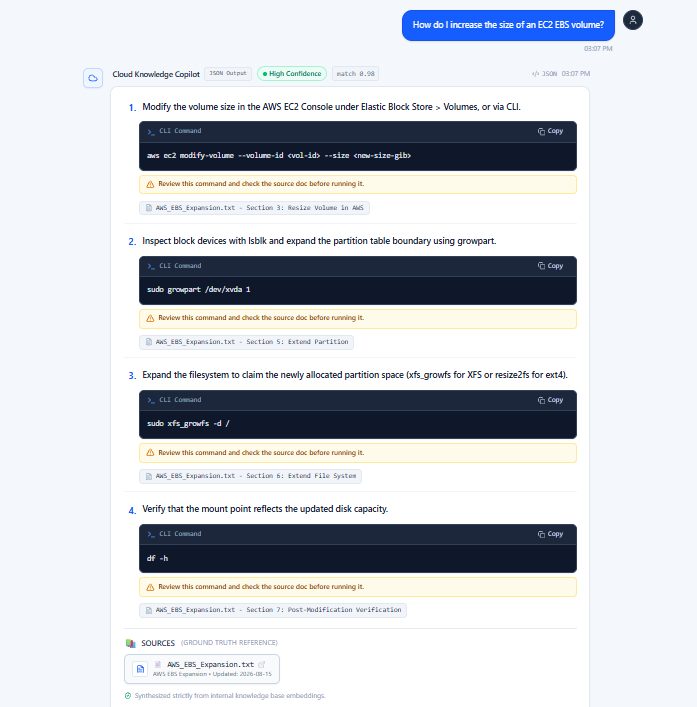 How do I increase the size of an EC2 EBS volume?
03:07 PM
Cloud Knowledge Copilot JSON Output High Confidence match 0.98 </> JSON 03:07 PM
1. Modify the volume size in the AWS EC2 Console under Elastic Block Store > Volumes, or via CLI.
>_ CLI Command Copy
aws ec2 modify-volume --volume-id <vol-id> --size <new-size-gib>
Review this command and check the source doc before running it.
AWS_EBS_Expansion.txt - Section 3: Resize Volume in AWS
2. Inspect block devices with lsblk and expand the partition table boundary using growpart.
>_ CLI Command Copy
sudo growpart /dev/xvda 1
Review this command and check the source doc before running it.
AWS_EBS_Expansion.txt - Section 5: Extend Partition
3. Expand the filesystem to claim the newly allocated partition space (xfs_growfs for XFS or resize2fs for ext4).
>_ CLI Command Copy
sudo xfs_growfs -d /
Review this command and check the source doc before running it.
AWS_EBS_Expansion.txt - Section 6: Extend File System
4. Verify that the mount point reflects the updated disk capacity.
>_ CLI Command Copy
df -h
Review this command and check the source doc before running it.
AWS_EBS_Expansion.txt - Section 7: Post-Modification Verification
SOURCES (GROUND TRUTH REFERENCE)
AWS_EBS_Expansion.txt
AWS EBS Expansion • Updated: 2026-08-15
Synthesized strictly from internal knowledge base embeddings.